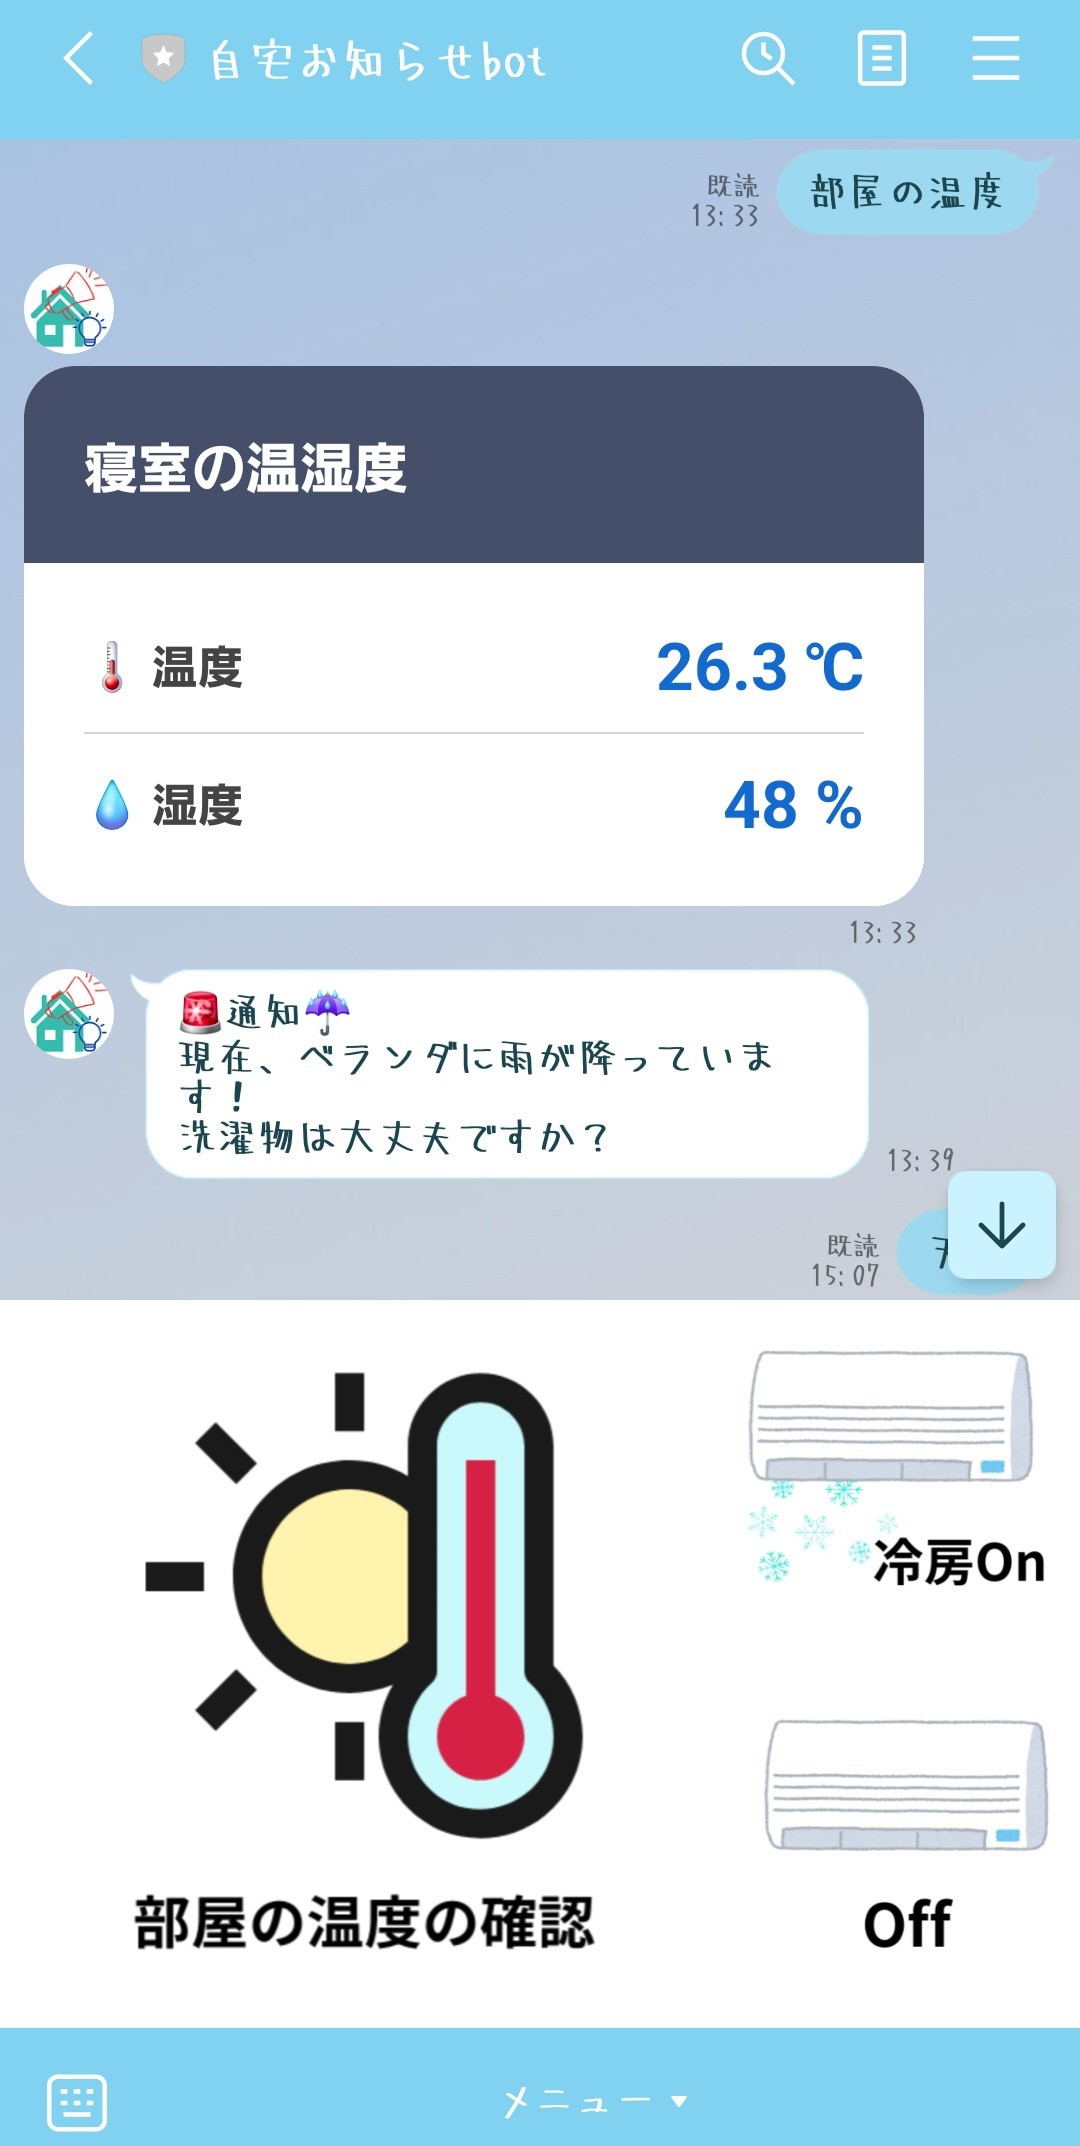 自宅お知らせbot
部屋の温度
既読
13:33
寝室の温湿度
温度
26.3 ℃
湿度
48 %
13:33
🚨通知☔
現在、ベランダに雨が降っていま
す！
洗濯物は大丈夫ですか？
13:39
既読
15:07
冷房On
部屋の温度の確認
Off
メニュー ▼